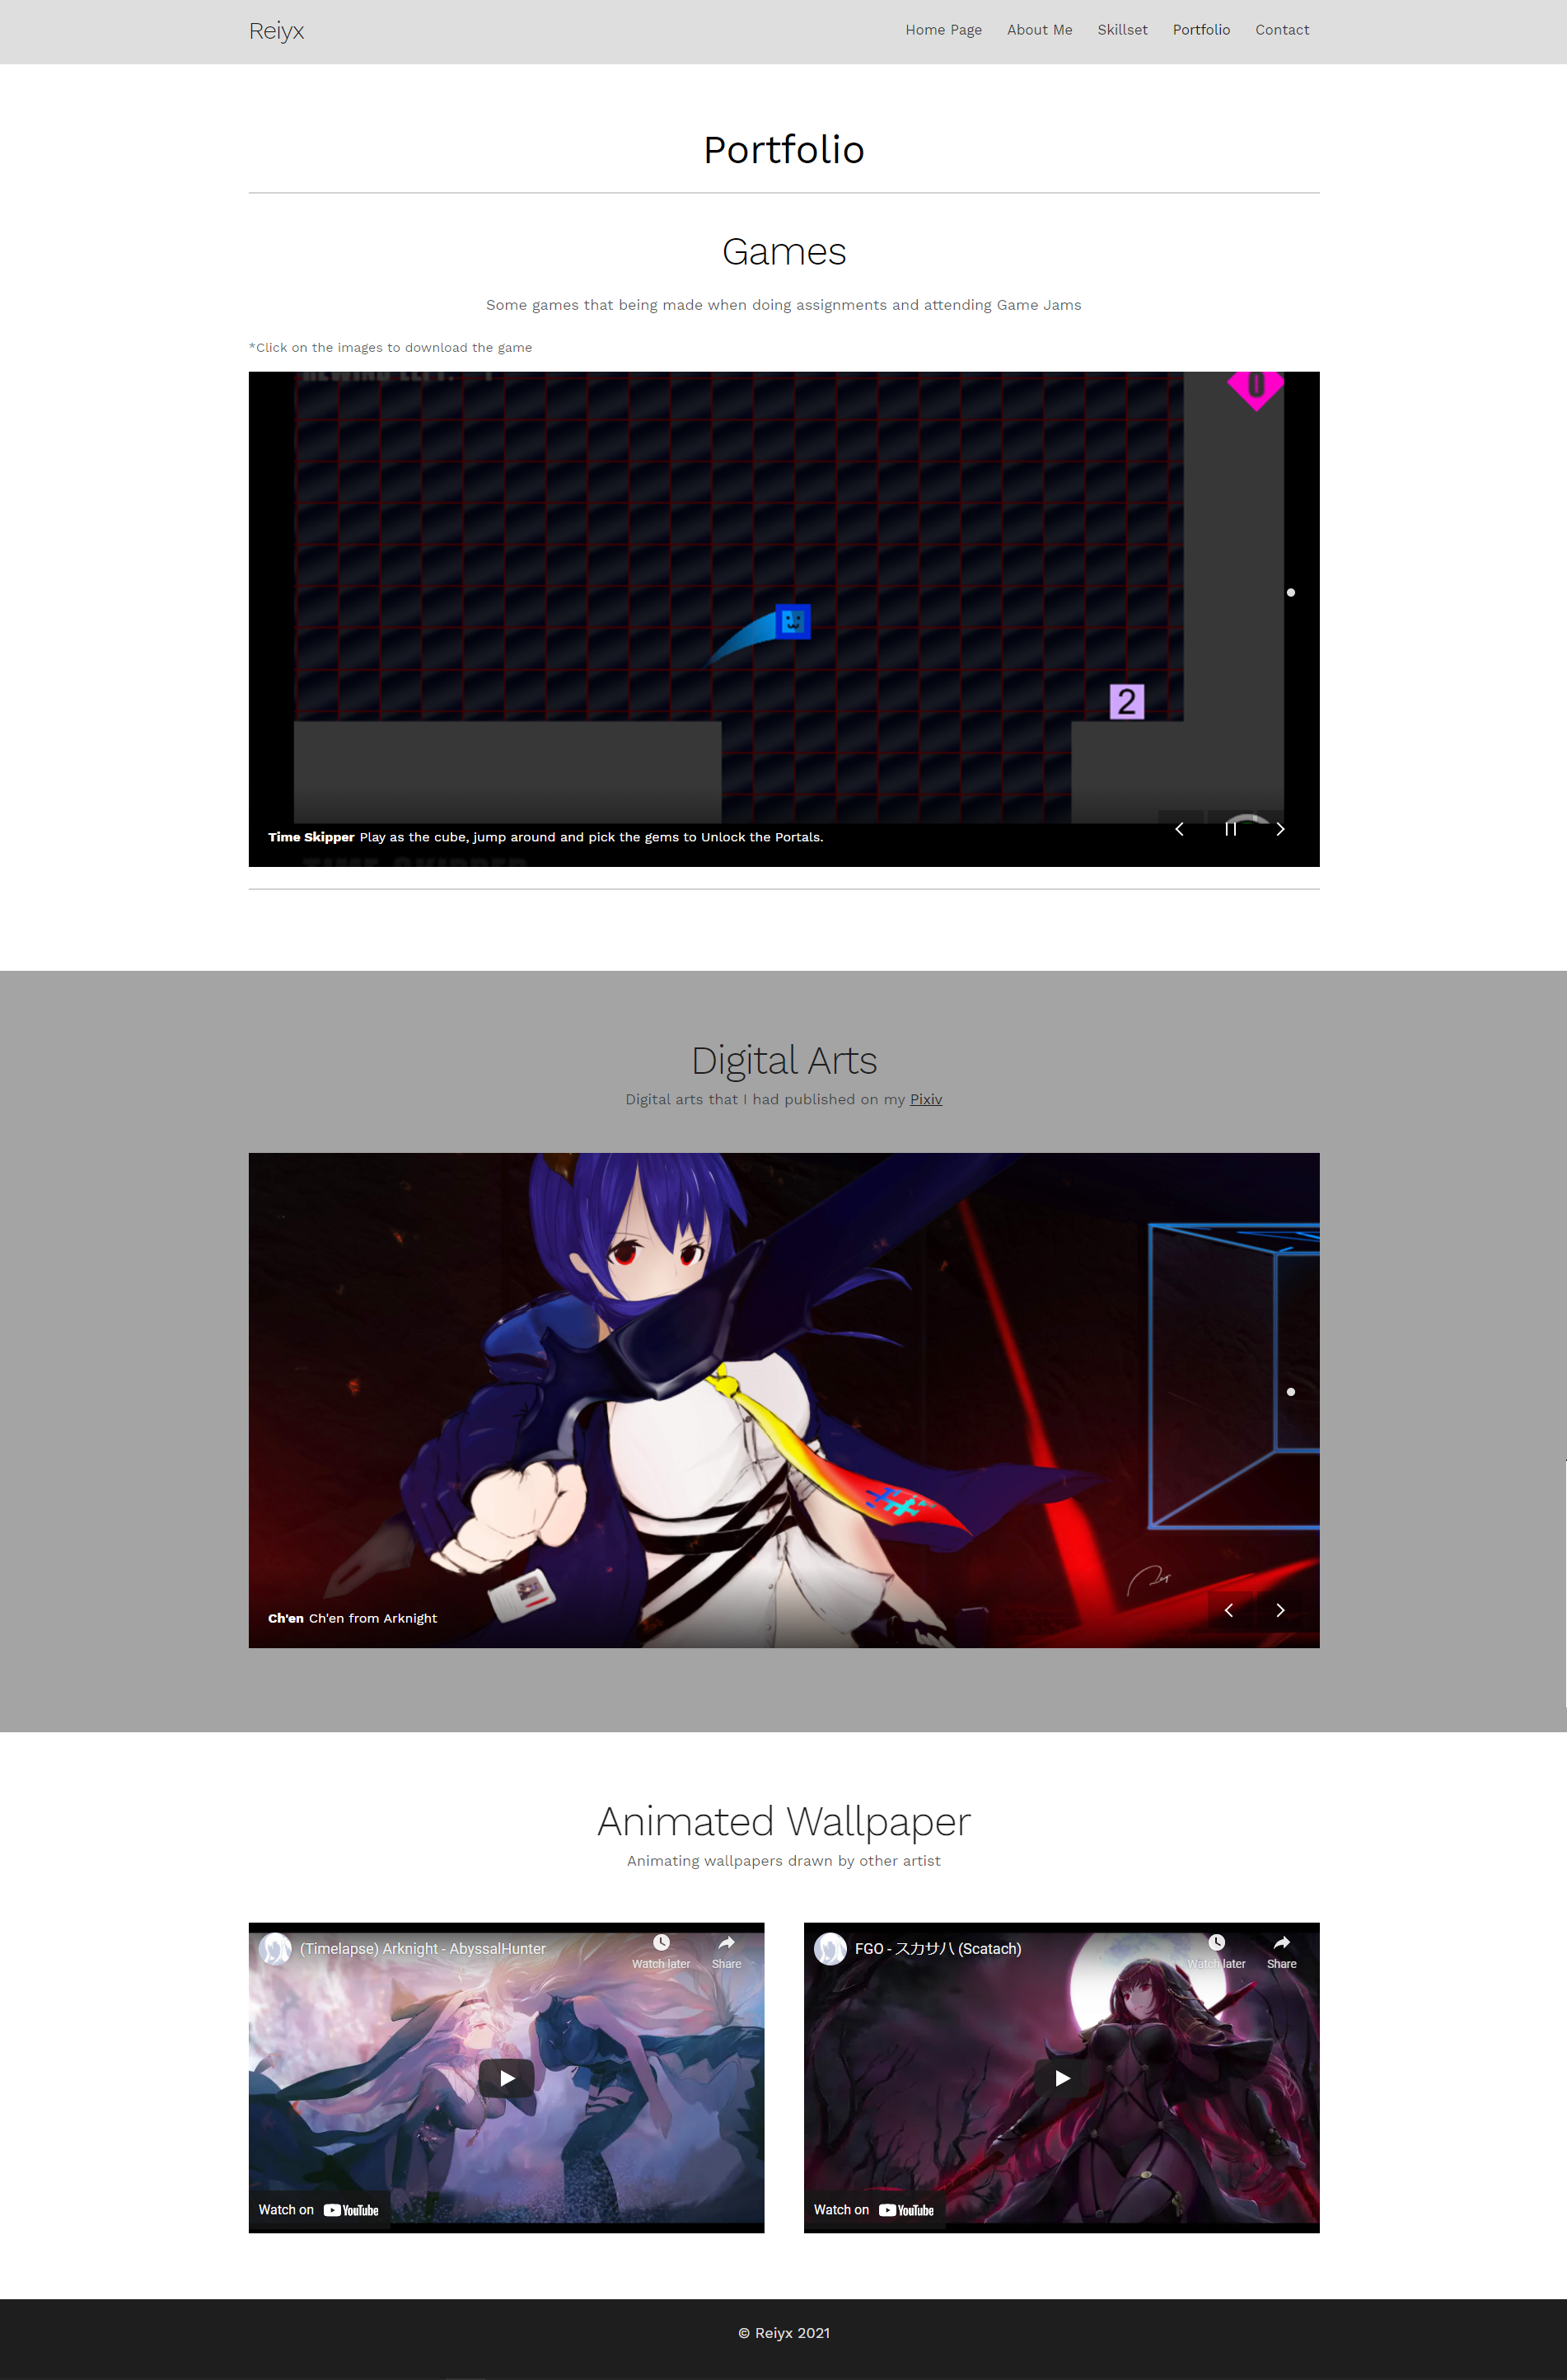 Reiyx
Home Page About Me Skillset Portfolio Contact
Portfolio
Games
Some games that being made when doing assignments and attending Game Jams
*Click on the images to download the game
0
2
Time Skipper Play as the cube, jump around and pick the gems to Unlock the Portals.
Digital Arts
Digital arts that I had published on my Pixiv
Ch'en Ch'en from Arknight
Animated Wallpaper
Animating wallpapers drawn by other artist
(Timelapse) Arknight - AbyssalHunter
Watch later Share
Watch on YouTube
FGO - スカサハ (Scatach)
Watch later Share
Watch on YouTube
© Reiyx 2021